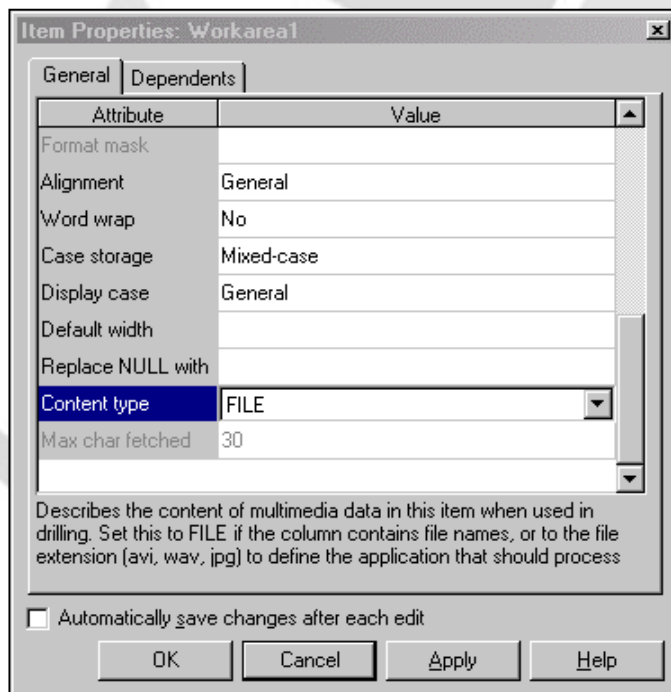 Item Properties: Workarea1
General Dependents
Attribute Value
Format mask
Alignment General
Word wrap No
Case storage Mixed-case
Display case General
Default width
Replace NULL with
Content type FILE
Max char fetched 30
Describes the content of multimedia data in this item when used in
drilling. Set this to FILE if the column contains file names, or to the file
extension (avi, wav, jpg) to define the application that should process
Automatically save changes after each edit
OK Cancel Apply Help